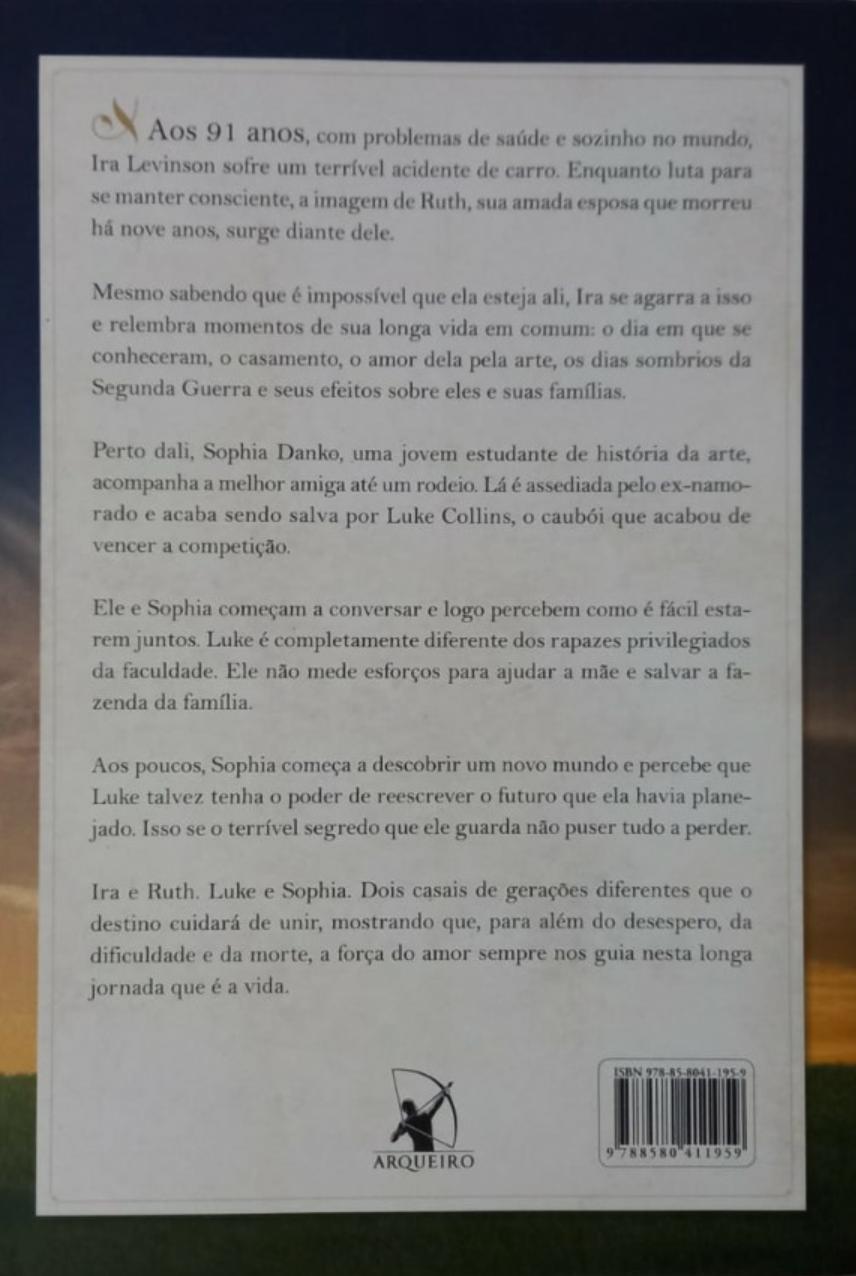 Aos 91 anos, com problemas de saúde e sozinho no mundo,
Ira Levinson sofre um terrível acidente de carro. Enquanto luta para
se manter consciente, a imagem de Ruth, sua amada esposa que morreu
há nove anos, surge diante dele.
Mesmo sabendo que é impossível que ela esteja ali, Ira se agarra a isso
e relembra momentos de sua longa vida em comum: o dia em que se
conheceram, o casamento, o amor dela pela arte, os dias sombrios da
Segunda Guerra e seus efeitos sobre eles e suas famílias.
Perto dali, Sophia Danko, uma jovem estudante de história da arte,
acompanha a melhor amiga até um rodeio. Lá é assediada pelo ex-namo-
rado e acaba sendo salva por Luke Collins, o caubói que acabou de
vencer a competição.
Ele e Sophia começam a conversar e logo percebem como é fácil esta-
rem juntos. Luke é completamente diferente dos rapazes privilegiados
da faculdade. Ele não mede esforços para ajudar a mãe e salvar a fa-
zenda da família.
Aos poucos, Sophia começa a descobrir um novo mundo e percebe que
Luke talvez tenha o poder de reescrever o futuro que ela havia plane-
jado. Isso se o terrível segredo que ele guarda não puser tudo a perder.
Ira e Ruth. Luke e Sophia. Dois casais de gerações diferentes que o
destino cuidará de unir, mostrando que, para além do desespero, da
dificuldade e da morte, a força do amor sempre nos guia nesta longa
jornada que é a vida.
ARQUEIRO
ISBN 978-85-8041-195-9
9 788580 411959